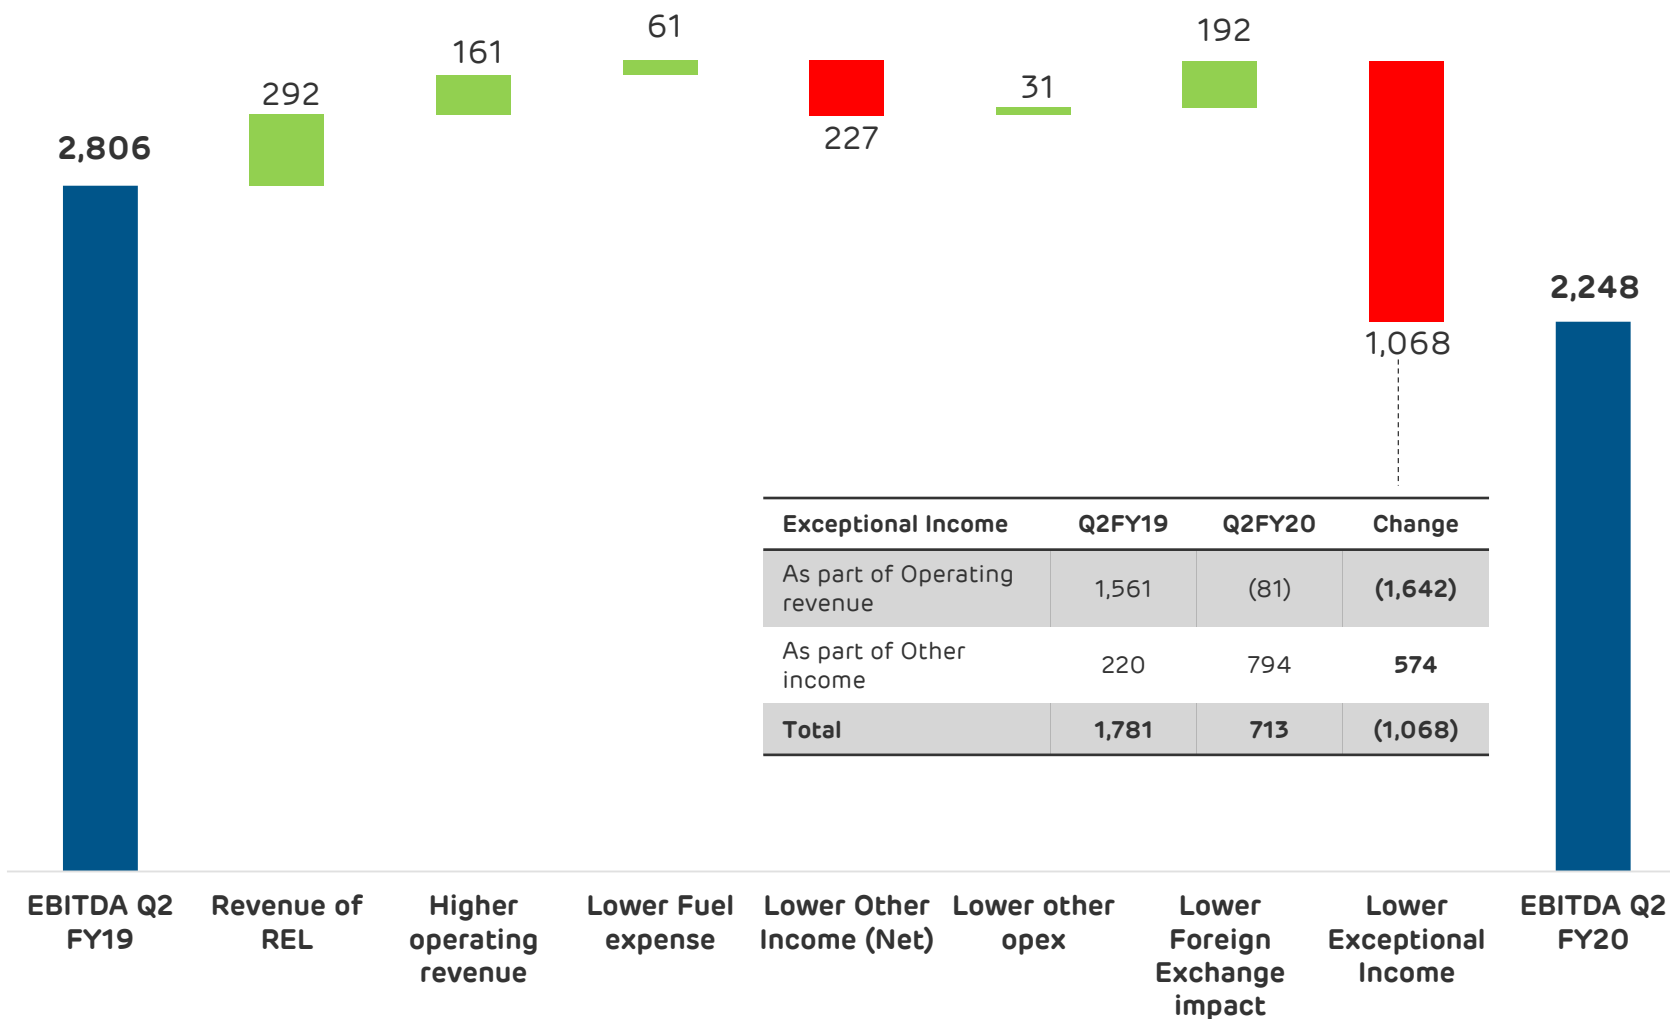 2,806
292
161
61
227
31
192
1,068
2,248
Exceptional Income Q2FY19 Q2FY20 Change
As part of Operating
revenue 1,561 (81) (1,642)
As part of Other
income 220 794 574
Total 1,781 713 (1,068)
EBITDA Q2
FY19
Revenue of
REL
Higher
operating
revenue
Lower Fuel
expense
Lower Other
Income (Net)
Lower other
opex
Lower
Foreign
Exchange
impact
Lower
Exceptional
Income
EBITDA Q2
FY20